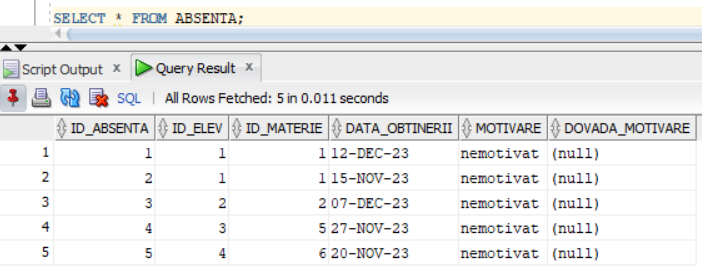 SELECT * FROM ABSENTA;
Script Output x Query Result x
SQL | All Rows Fetched: 5 in 0.011 seconds
ID_ABSENTA ID_ELEV ID_MATERIE DATA_OBTINERII MOTIVARE DOVADA_MOTIVARE
1 1 1 1 12-DEC-23 nemotivat (null)
2 2 1 1 15-NOV-23 nemotivat (null)
3 3 2 2 07-DEC-23 nemotivat (null)
4 4 3 5 27-NOV-23 nemotivat (null)
5 5 4 6 20-NOV-23 nemotivat (null)